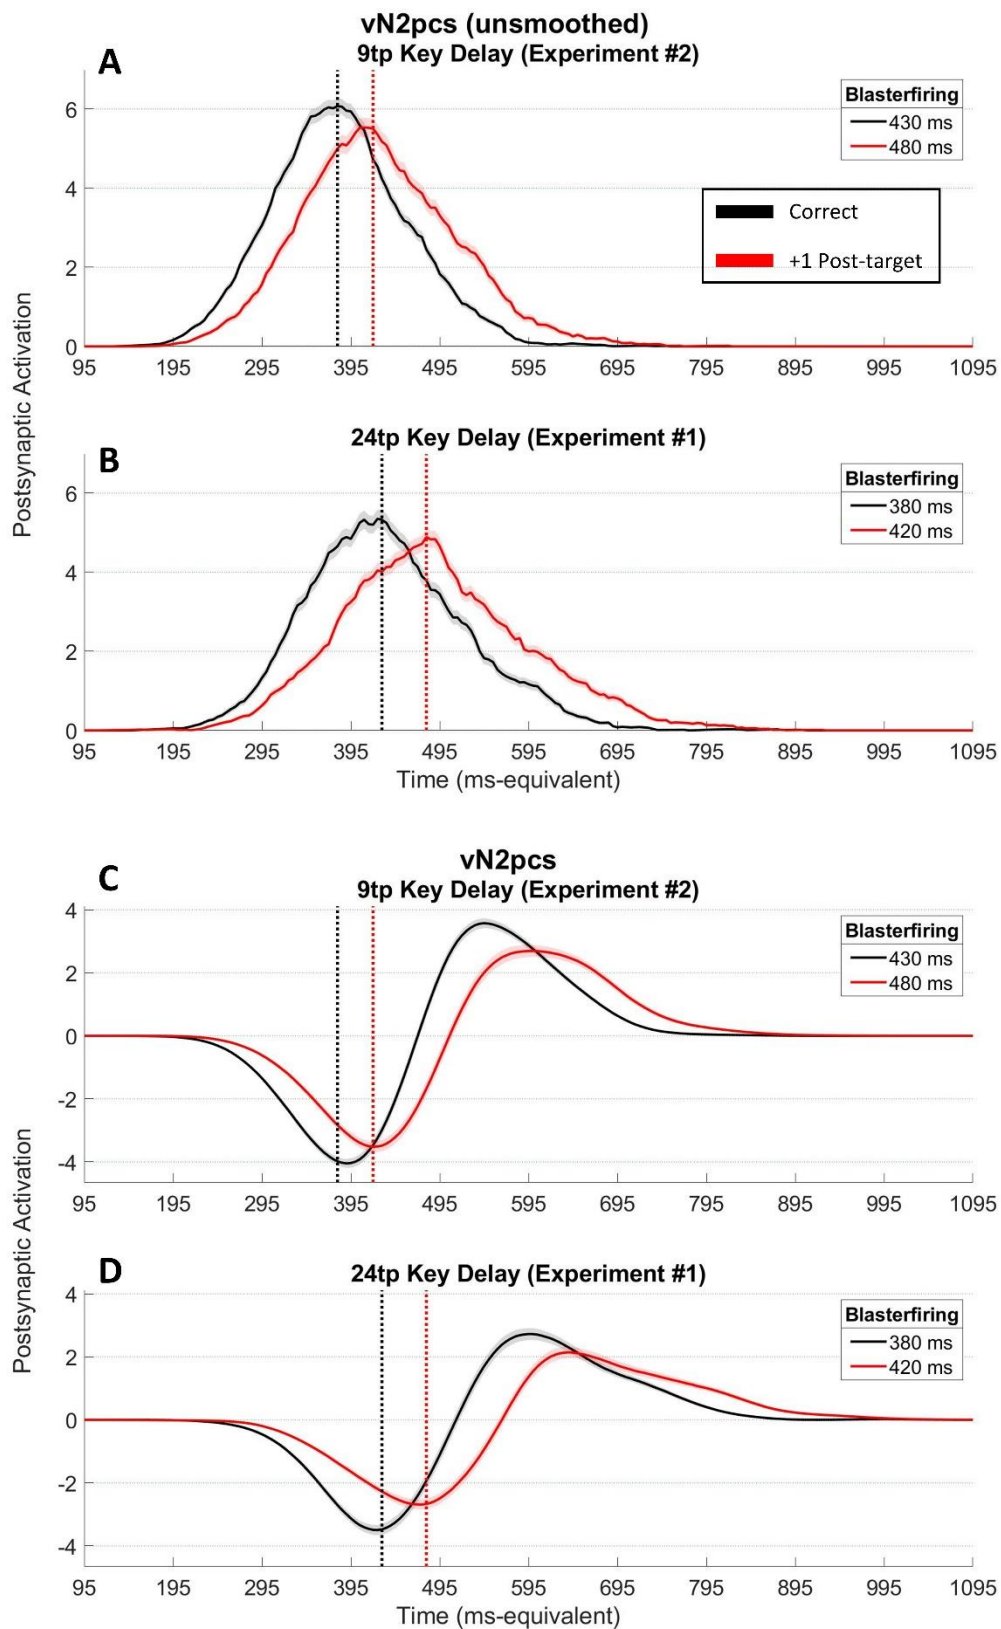 vN2pcs (unsmoothed)
A
9tp Key Delay (Experiment #2)
Blasterfiring
430 ms
480 ms
Correct
+1 Post-target
6
4
2
0
95 195 295 395 495 595 695 795 895 995 1095
Postsynaptic Activation
24tp Key Delay (Experiment #1)
B
Blasterfiring
380 ms
420 ms
6
4
2
0
95 195 295 395 495 595 695 795 895 995 1095
Time (ms-equivalent)
vN2pcs
C
9tp Key Delay (Experiment #2)
Blasterfiring
430 ms
480 ms
4
2
0
-2
-4
95 195 295 395 495 595 695 795 895 995 1095
Postsynaptic Activation
D
24tp Key Delay (Experiment #1)
Blasterfiring
380 ms
420 ms
4
2
0
-2
-4
95 195 295 395 495 595 695 795 895 995 1095
Time (ms-equivalent)